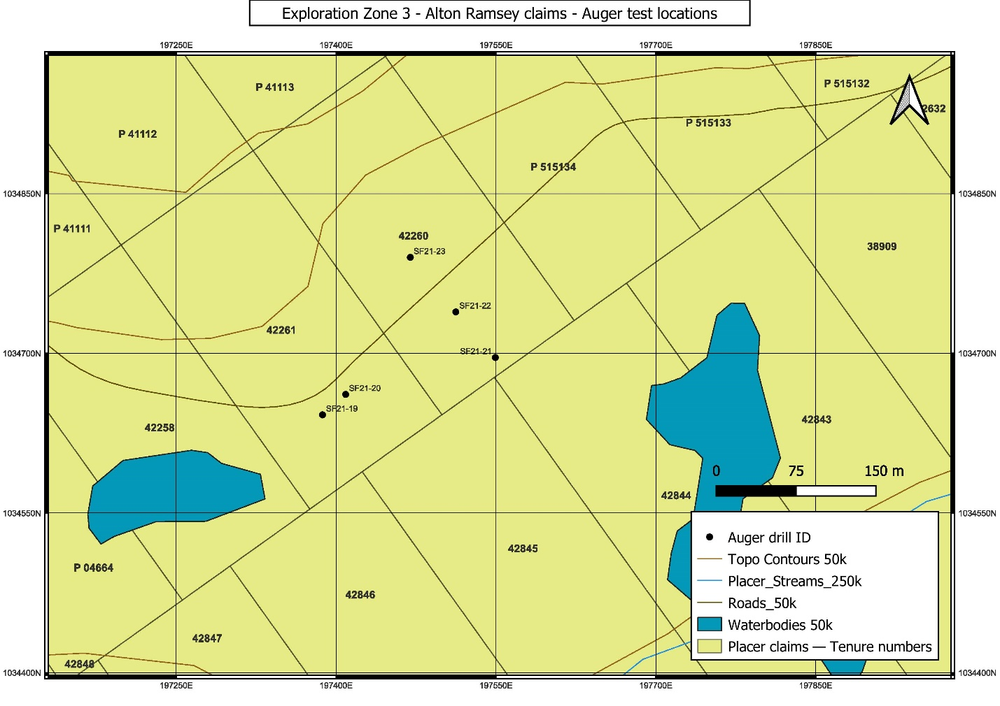 Exploration Zone 3 - Alton Ramsey claims - Auger test locations
197250E 197400E 197550E 197700E 197850E
P 41113
P 515132
2632
P 41112
P 515133
P 515134
1034850N 1034850N
P 41111
42260
38909
SF21-23
SF21-22
42261
1034700N 1034700N
SF21-21
SF21-20
SF21-19
42258
42843
0 75 150 m
42844
1034550N 1034550N
42845
P 04664
42846
42847
42848
Auger drill ID
Topo Contours 50k
Placer_Streams_250k
Roads_50k
Waterbodies 50k
Placer claims — Tenure numbers
1034400N 1034400N
197250E 197400E 197550E 197700E 197850E